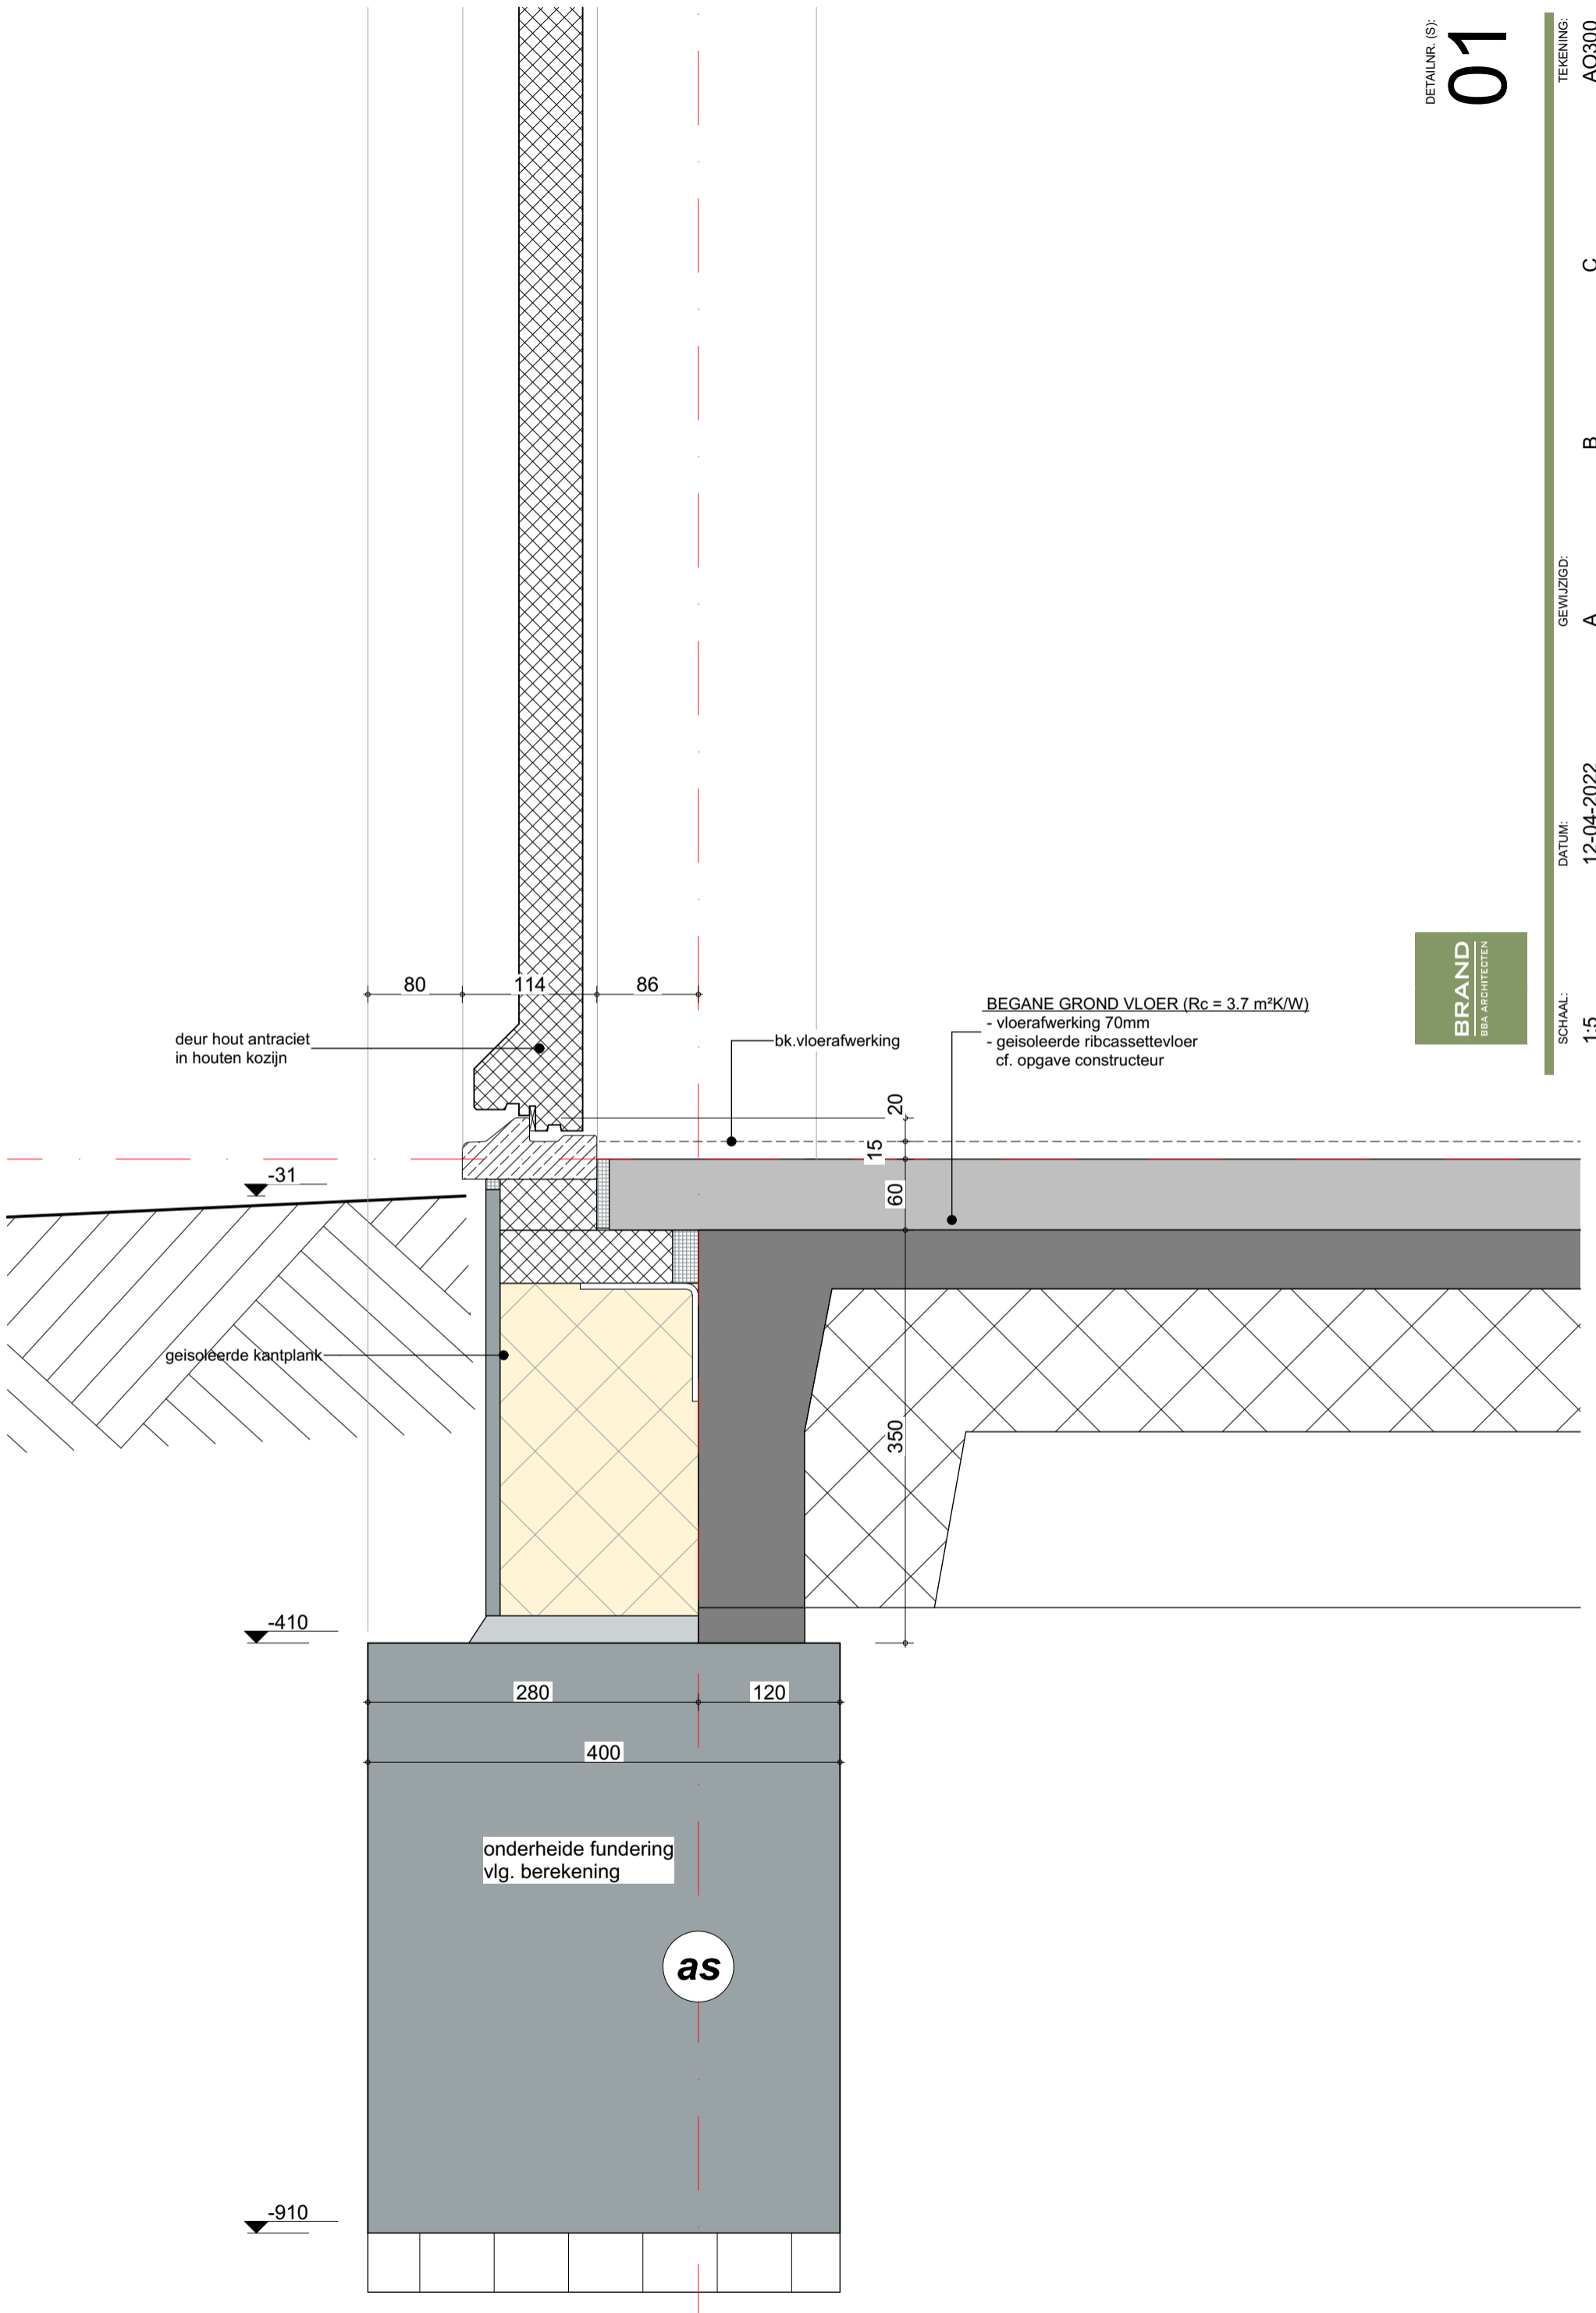 DETAILNR. (S):
01
TEKENING:
AO300
C
B
GEWIJZIGD:
A
DATUM:
12-04-2022
SCHAAL:
1:5
BRAND
BBA ARCHITECTEN
80
114
86
deur hout antraciet
in houten kozijn
bk.vloerafwerking
BEGANE GROND VLOER (Rc = 3.7 m²K/W)
- vloerafwerking 70mm
- geisoleerde ribcassettevloer
cf. opgave constructeur
20
15
60
-31
geisoleerde kantplank
350
-410
280
120
400
onderheide fundering
vlg. berekening
as
-910